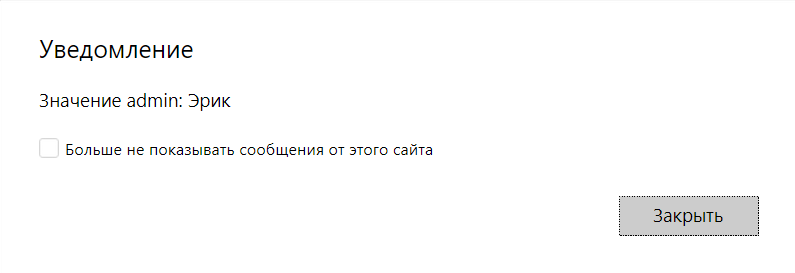 Уведомление
Значение admin: Эрик
Больше не показывать сообщения от этого сайта
Закрыть